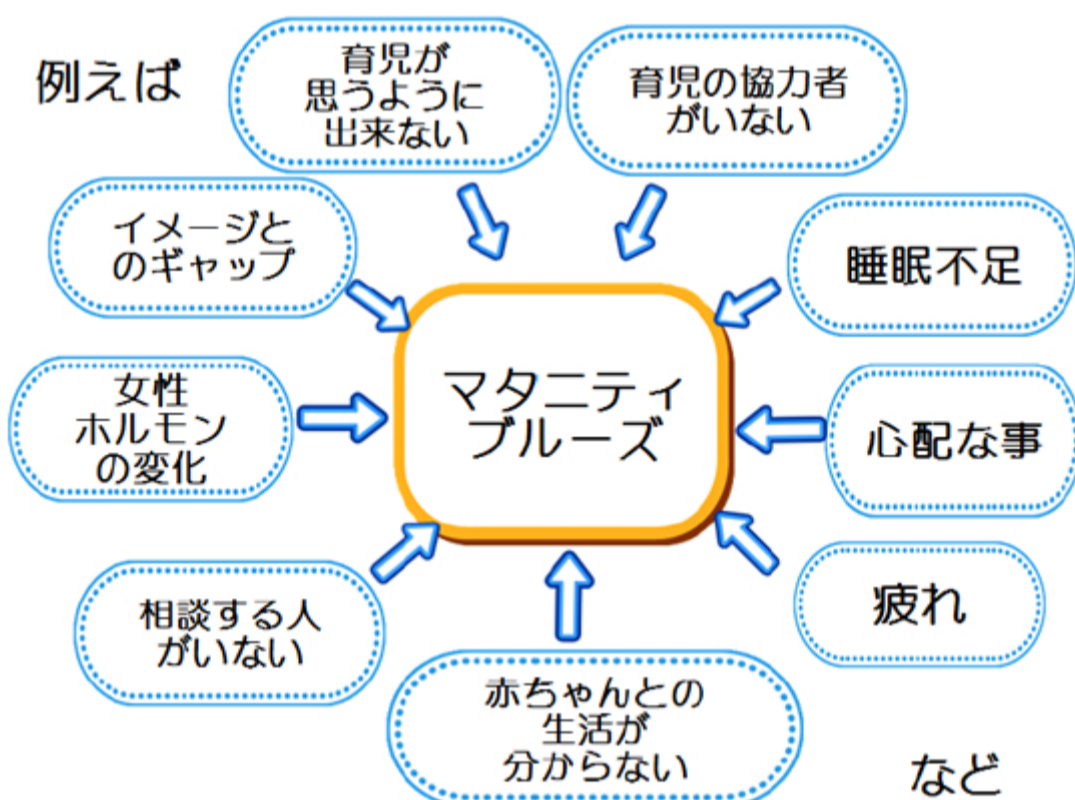 例えば
育児が
思うように
出来ない
育児の協力者
がいない
イメージと
のギャップ
睡眠不足
マタニティ
ブルーズ
女性
ホルモン
の変化
心配な事
相談する人
がいない
疲れ
赤ちゃんとの
生活が
分からない
など